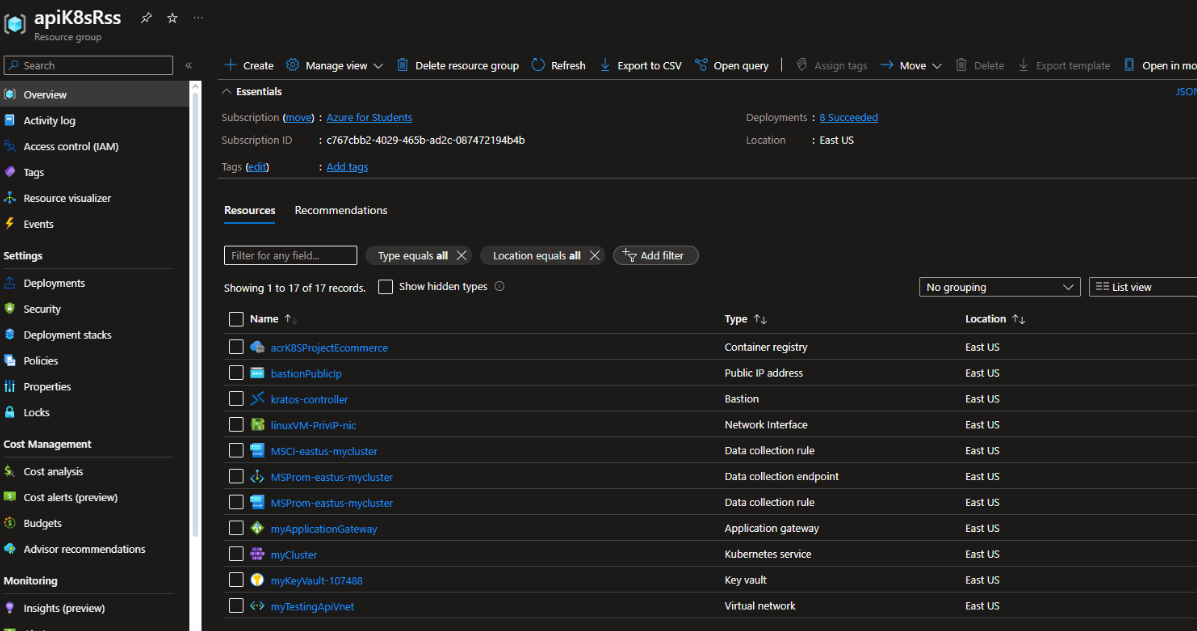 apiK8sRss
Resource group
Search
Overview
Activity log
Access control (IAM)
Tags
Resource visualizer
Events
Settings
Deployments
Security
Deployment stacks
Policies
Properties
Locks
Cost Management
Cost analysis
Cost alerts (preview)
Budgets
Advisor recommendations
Monitoring
Insights (preview)
Create Manage view Delete resource group Refresh Export to CSV Open query Assign tags Move Delete Export template Open in mo
Essentials JSON
Subscription (move) : Azure for Students Deployments : 8 Succeeded
Subscription ID : c767cbb2-4029-465b-ad2c-087472194b4b Location : East US
Tags (edit) : Add tags
Resources Recommendations
Filter for any field... Type equals all Location equals all Add filter
Showing 1 to 17 of 17 records. Show hidden types No grouping List view
Name Type Location
acrK8SProjectEcommerce Container registry East US
bastionPublicIp Public IP address East US
kratos-controller Bastion East US
linuxVM-PrivIP-nic Network Interface East US
MSCI-eastus-mycluster Data collection rule East US
MSProm-eastus-mycluster Data collection endpoint East US
MSProm-eastus-mycluster Data collection rule East US
myApplicationGateway Application gateway East US
myCluster Kubernetes service East US
myKeyVault-107488 Key vault East US
myTestingApiVnet Virtual network East US